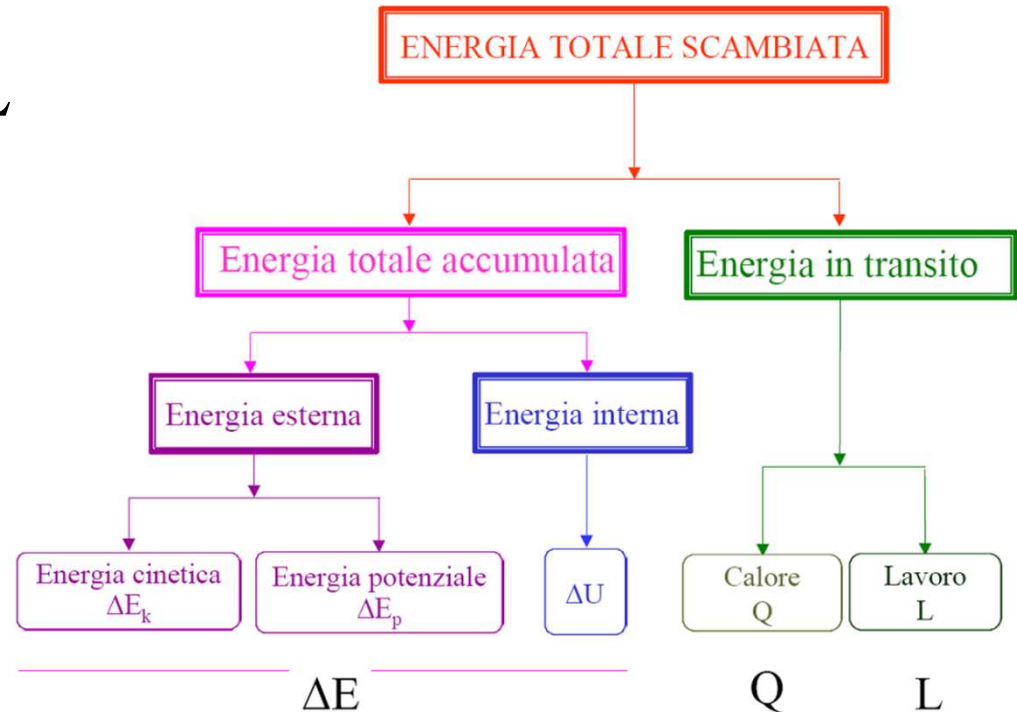 ENERGIA TOTALE SCAMBIATA
Energia totale accumulata
Energia in transito
Energia esterna
Energia interna
Energia cinetica
ΔEₖ
Energia potenziale
ΔEₚ
ΔU
Calore
Q
Lavoro
L
ΔE
Q
L